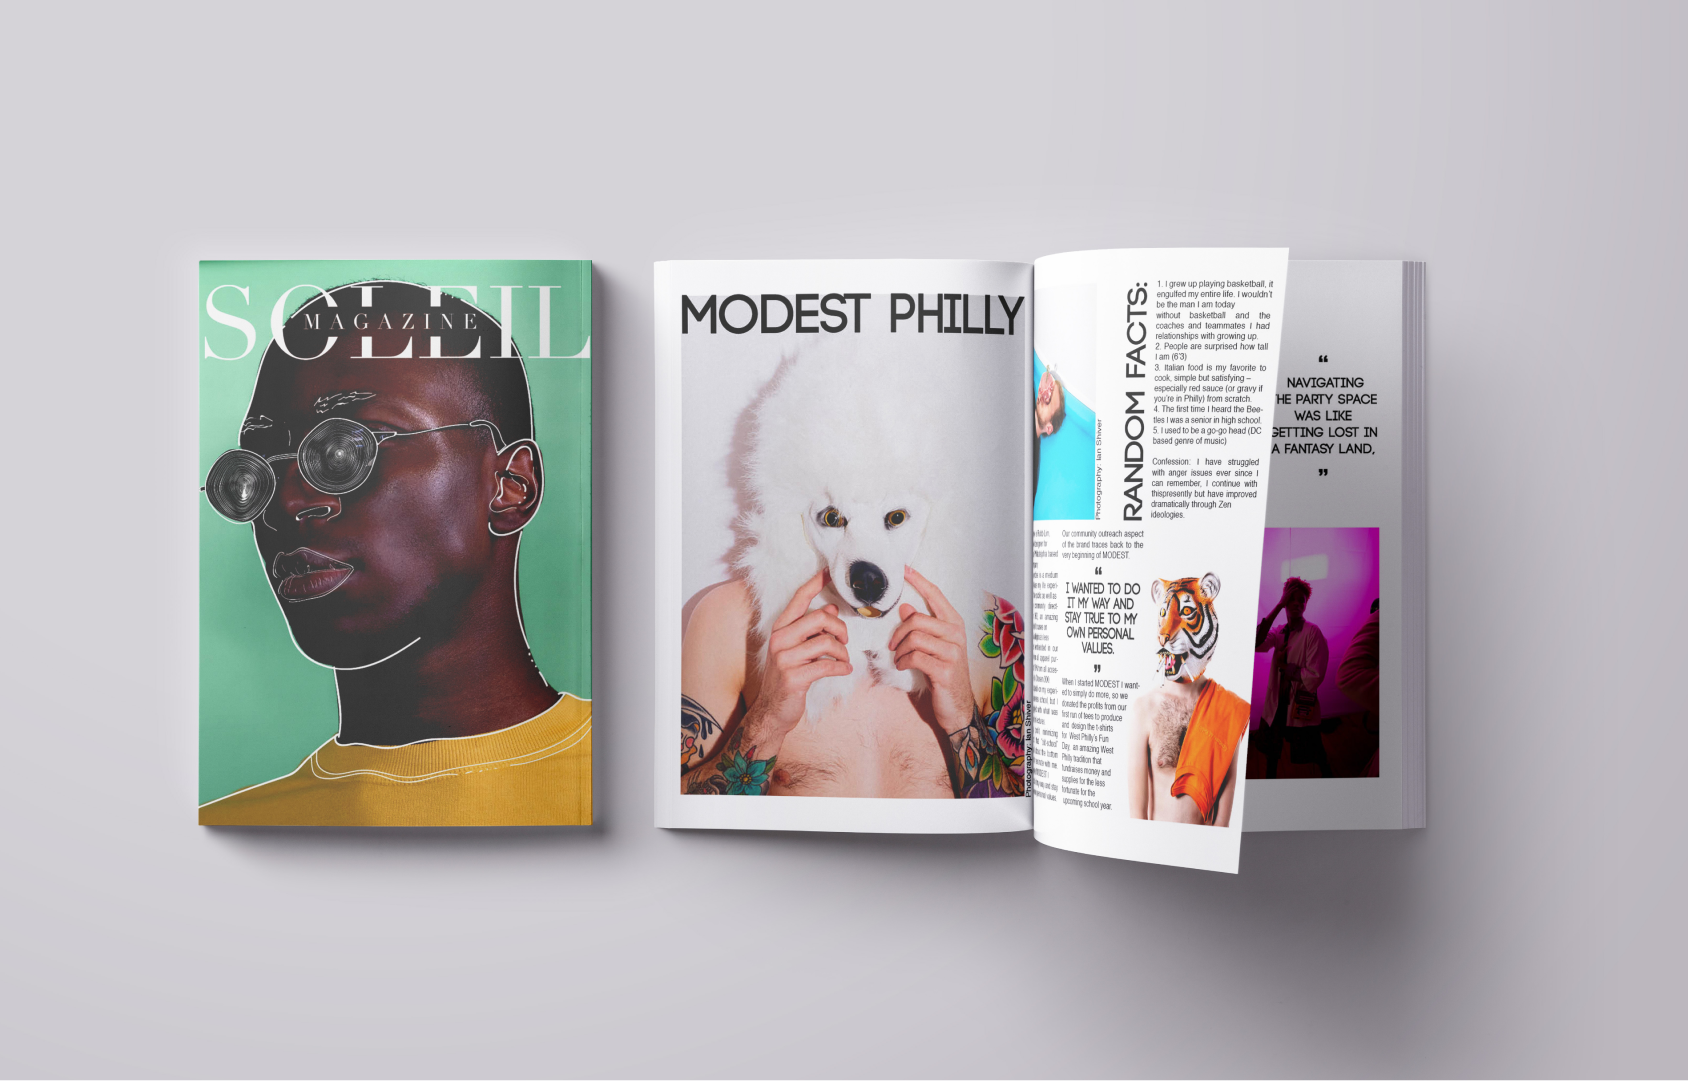 SOLEIL
MAGAZINE
MODEST PHILLY
Photography: Ian Shiver
Photography: Ian Shiver
RANDOM FACTS:
1. I grew up playing basketball, it
engulfed my entire life. I wouldn't
be the man I am today
without basketball and the
coaches and teammates I had
relationships with growing up.
2. People are surprised how tall
I am (6'3)
3. Italian food is my favorite to
cook, simple but satisfying –
especially red sauce (or gravy if
you're in Philly) from scratch.
4. The first time I heard the Bee-
tles I was a senior in high school.
5. I used to be a go-go head (DC
based genre of music)
Confession: I have struggled
with anger issues ever since I
can remember, I continue with
thispresently but have improved
dramatically through Zen
ideologies.
Our community outreach aspect
of the brand traces back to the
very beginning of MODEST.
“
I WANTED TO DO
IT MY WAY AND
STAY TRUE TO MY
OWN PERSONAL
VALUES.
”
When I started MODEST I want-
ed to simply do more, so we
donated the profits from our
first run of tees to produce
and design the t-shirts
for West Philly's Fun
Day, an amazing West
Philly tradition that
fundraises money and
supplies for the less
fortunate for the
upcoming school year.
“
NAVIGATING
HE PARTY SPACE
WAS LIKE
GETTING LOST IN
A FANTASY LAND,
”